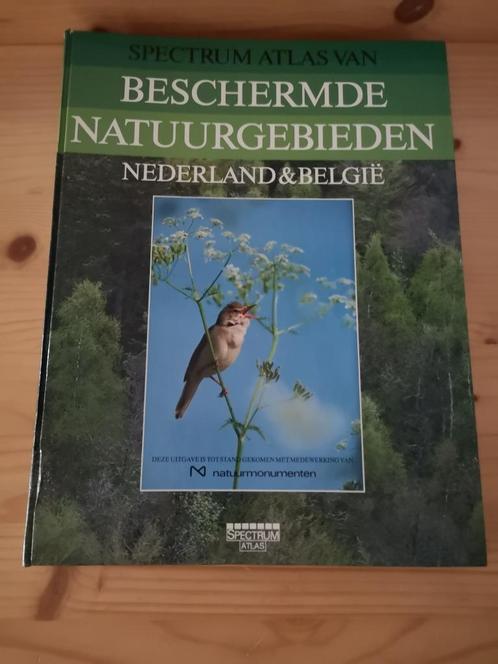 SPECTRUM ATLAS VAN
BESCHERMDE
NATUURGEBIEDEN
NEDERLAND & BELGIË
DEZE UITGAVE IS TOT STAND GEKOMEN MET MEDEWERKING VAN
natuurmonumenten
SPECTRUM
ATLAS